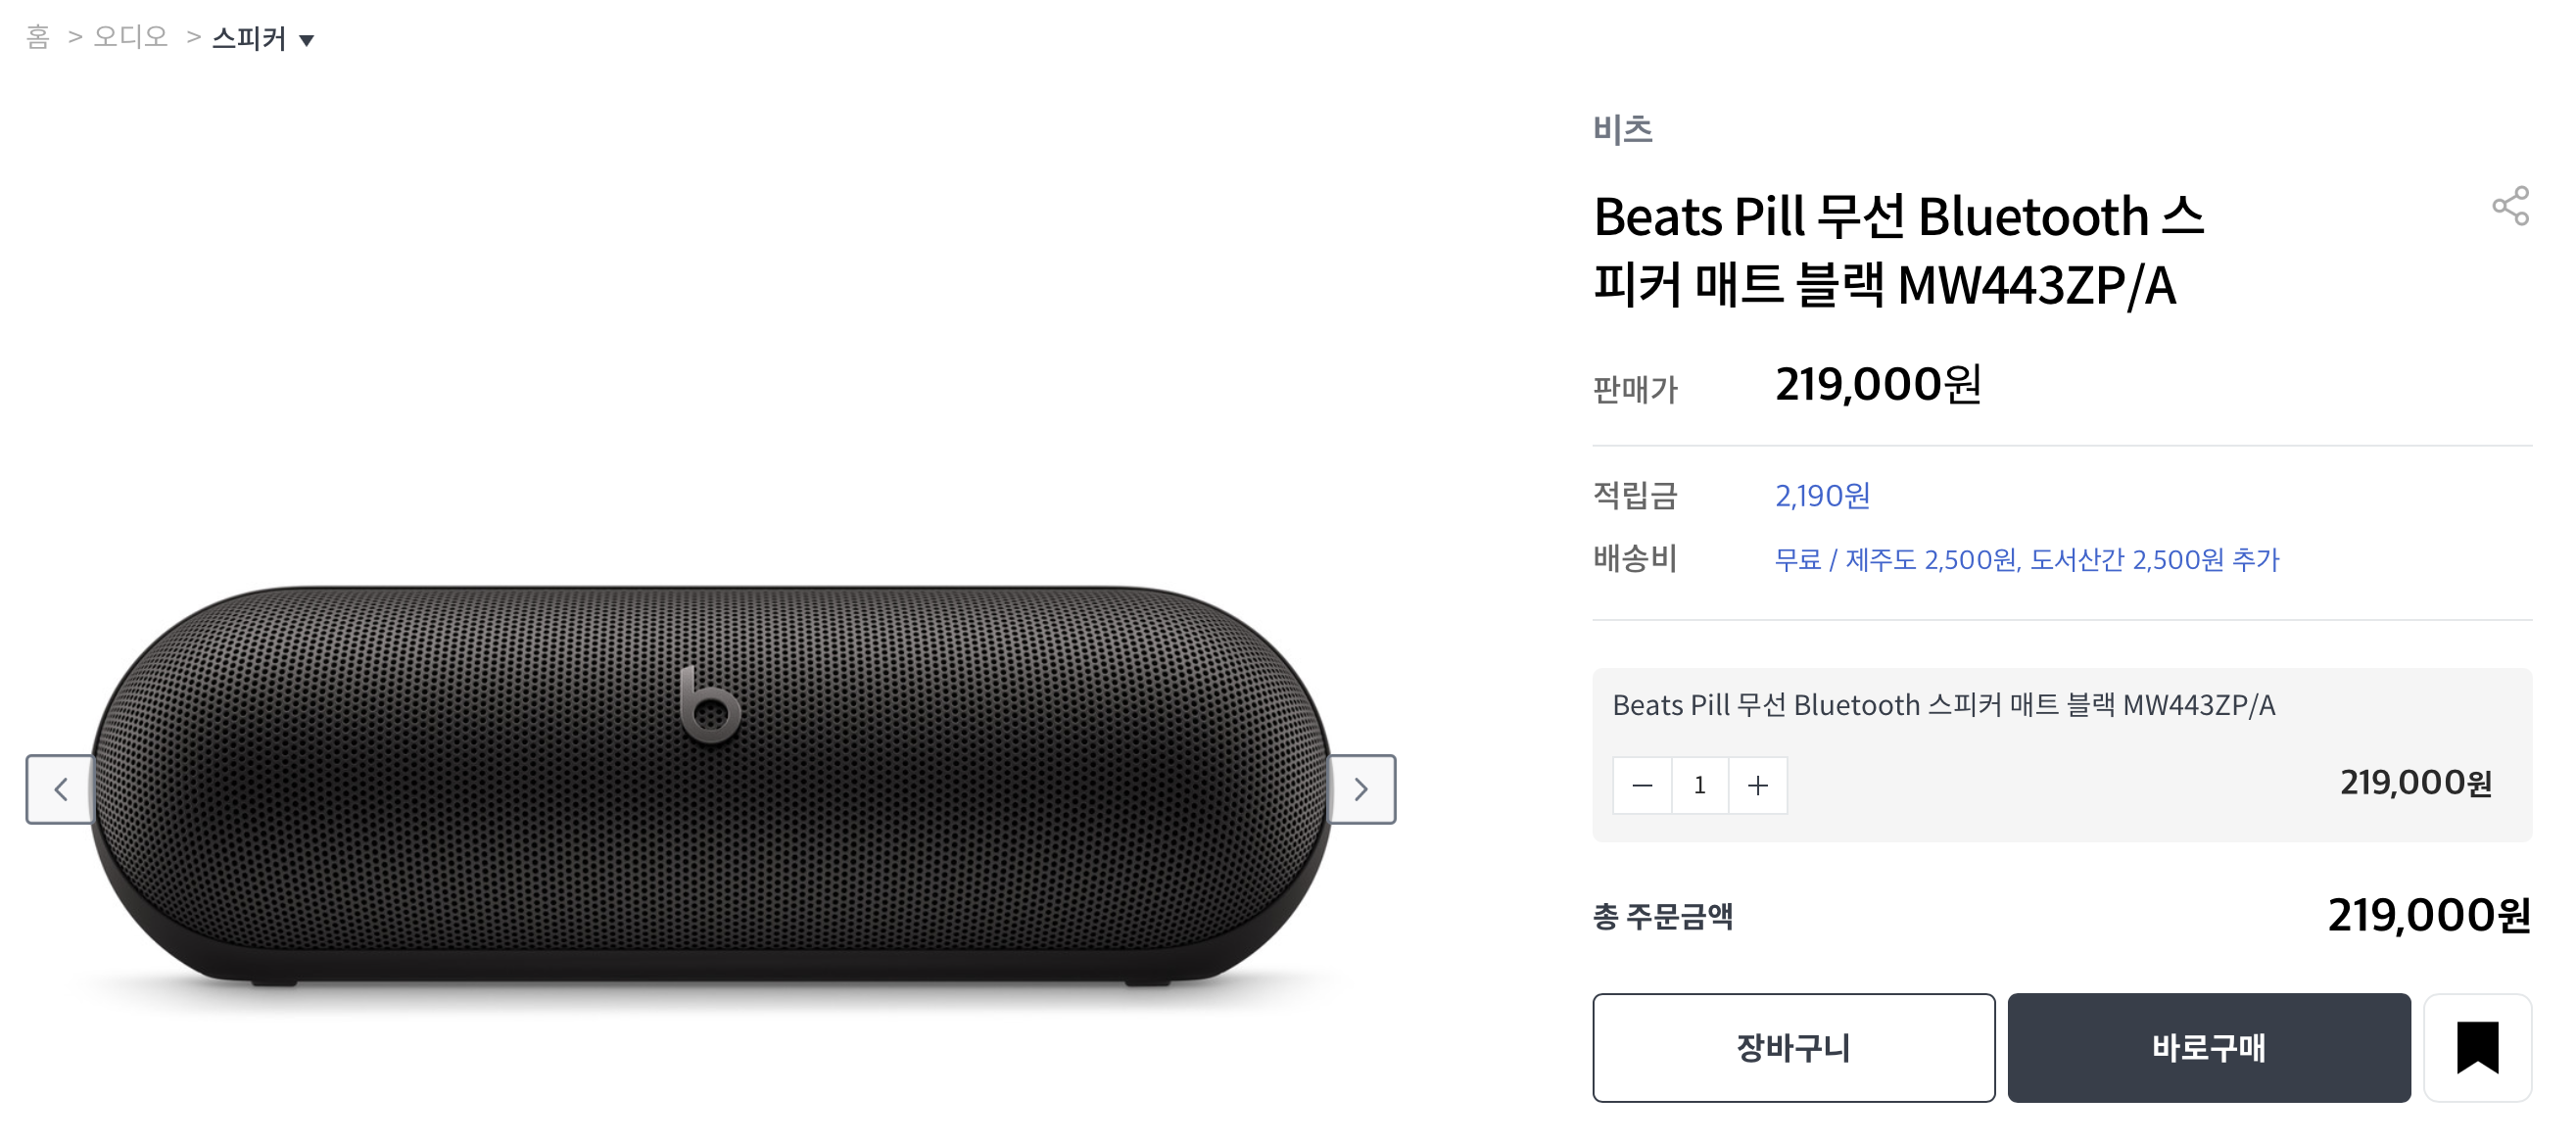 홈 > 오디오 > 스피커 ▼
비츠
Beats Pill 무선 Bluetooth 스
피커 매트 블랙 MW443ZP/A
판매가 219,000원
적립금 2,190원
배송비 무료 / 제주도 2,500원, 도서산간 2,500원 추가
b
Beats Pill 무선 Bluetooth 스피커 매트 블랙 MW443ZP/A
− 1 + 219,000원
총 주문금액 219,000원
장바구니 바로구매